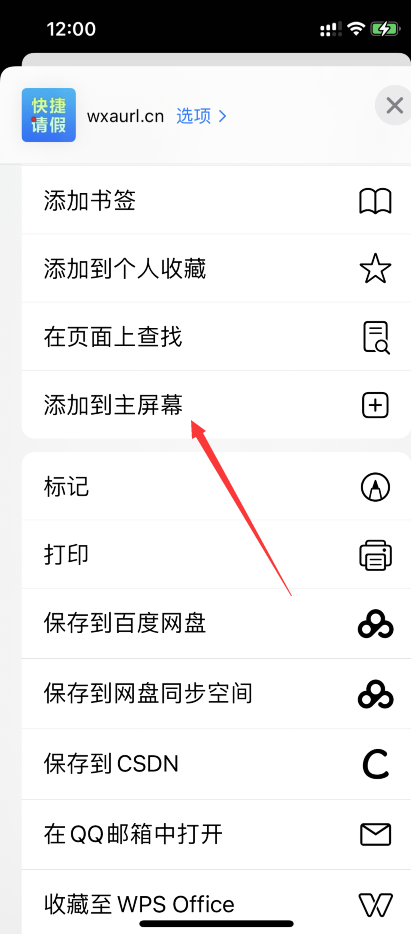 12:00
快捷
请假
wxaurl.cn 选项
添加书签
添加到个人收藏
在页面上查找
添加到主屏幕
标记
打印
保存到百度网盘
保存到网盘同步空间
保存到 CSDN
在QQ邮箱中打开
收藏至 WPS Office